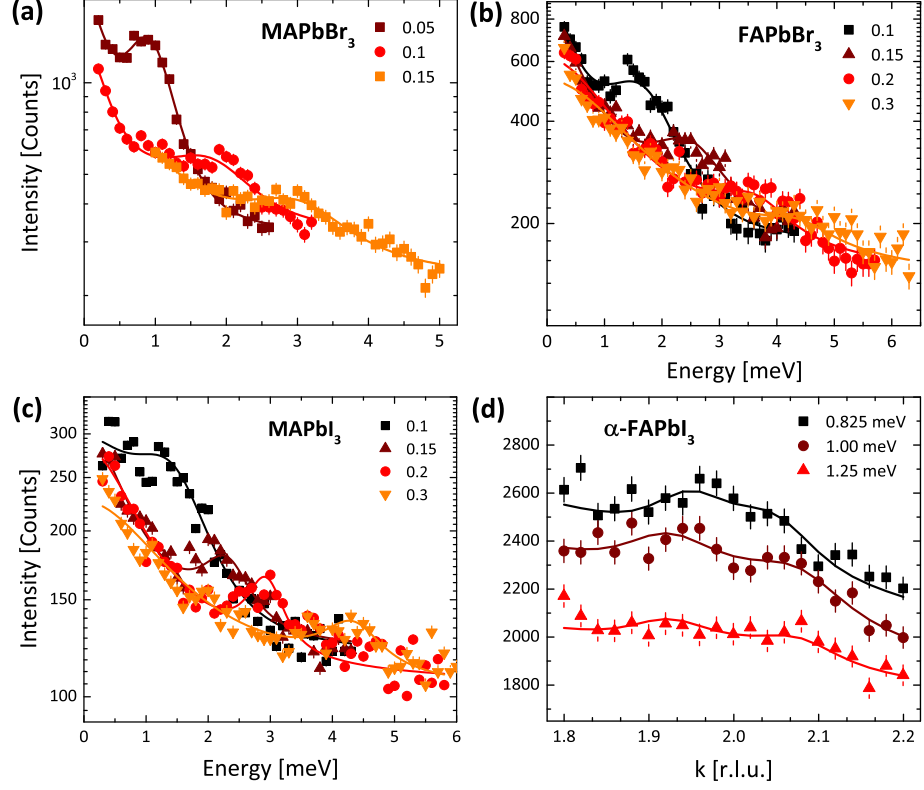 (a)
MAPbBr3
0.05
0.1
0.15
10^3
Intensity [Counts]
0 1 2 3 4 5
(b)
FAPbBr3
0.1
0.15
0.2
0.3
800
600
400
200
0 1 2 3 4 5 6
Energy [meV]
(c)
MAPbI3
0.1
0.15
0.2
0.3
300
250
200
150
100
Intensity [Counts]
0 1 2 3 4 5 6
Energy [meV]
(d)
α-FAPbI3
0.825 meV
1.00 meV
1.25 meV
2800
2600
2400
2200
2000
1800
1.8 1.9 2.0 2.1 2.2
k [r.l.u.]